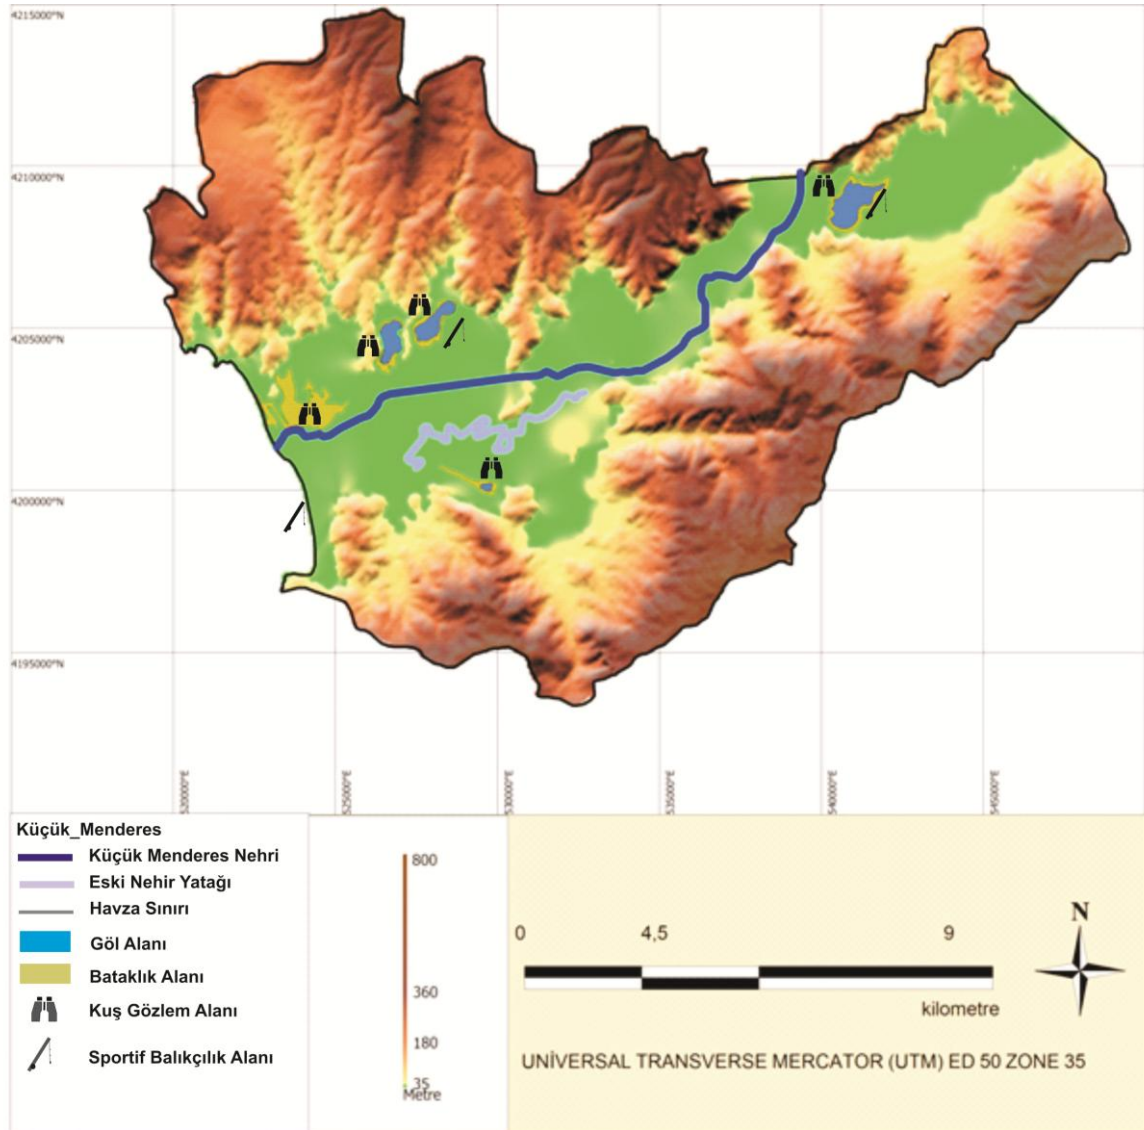 4215000°N
4210000°N
4205000°N
4200000°N
4195000°N
520000°E
525000°E
530000°E
535000°E
540000°E
545000°E
Küçük_Menderes
Küçük Menderes Nehri
Eski Nehir Yatağı
Havza Sınırı
Göl Alanı
Bataklık Alanı
Kuş Gözlem Alanı
Sportif Balıkçılık Alanı
800
360
180
35
Metre
0 4,5 9
kilometre
N
UNİVERSAL TRANSVERSE MERCATOR (UTM) ED 50 ZONE 35